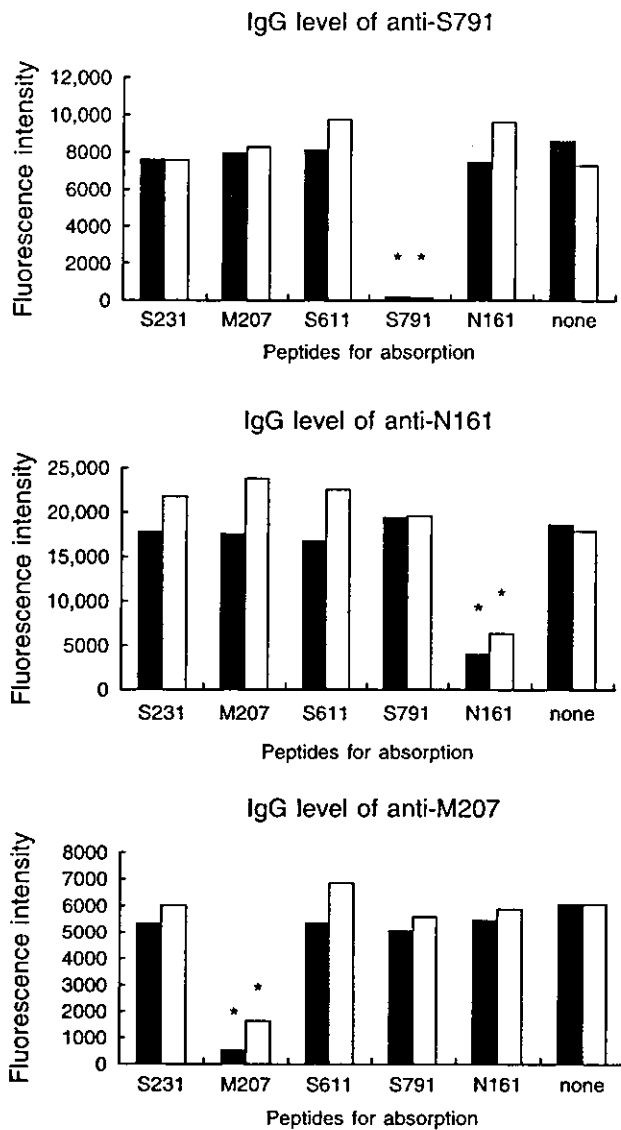 IgG level of anti-S791
Fluorescence intensity
12,000
10,000
8000
6000
4000
2000
0
* *
S231 M207 S611 S791 N161 none
Peptides for absorption
IgG level of anti-N161
Fluorescence intensity
25,000
20,000
15,000
10,000
5000
0
* *
S231 M207 S611 S791 N161 none
Peptides for absorption
IgG level of anti-M207
Fluorescence intensity
8000
7000
6000
5000
4000
3000
2000
1000
0
* *
S231 M207 S611 S791 N161 none
Peptides for absorption